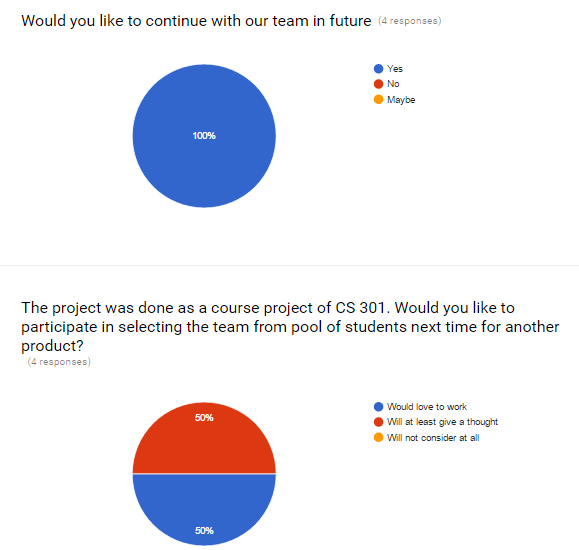 Would you like to continue with our team in future (4 responses)
Yes
No
Maybe
100%
The project was done as a course project of CS 301. Would you like to
participate in selecting the team from pool of students next time for another
product?
(4 responses)
Would love to work
Will at least give a thought
Will not consider at all
50%
50%